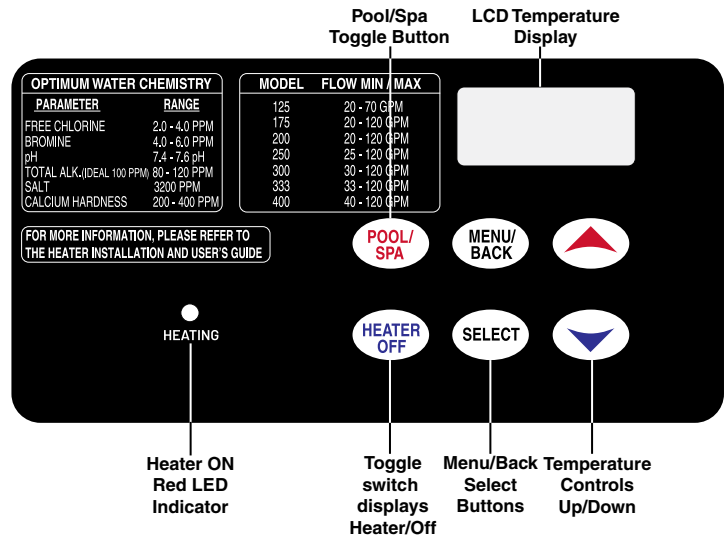 Pool/Spa
Toggle Button
LCD Temperature
Display
OPTIMUM WATER CHEMISTRY
PARAMETER RANGE
FREE CHLORINE 2.0 - 4.0 PPM
BROMINE 4.0 - 6.0 PPM
pH 7.4 - 7.6 pH
TOTAL ALK.(IDEAL 100 PPM) 80 - 120 PPM
SALT 3200 PPM
CALCIUM HARDNESS 200 - 400 PPM
MODEL FLOW MIN / MAX
125 20 - 70 GPM
175 20 - 120 GPM
200 20 - 120 GPM
250 25 - 120 GPM
300 30 - 120 GPM
333 33 - 120 GPM
400 40 - 120 GPM
FOR MORE INFORMATION, PLEASE REFER TO
THE HEATER INSTALLATION AND USER'S GUIDE
POOL/
SPA
MENU/
BACK
HEATING
HEATER
OFF
SELECT
Heater ON
Red LED
Indicator
Toggle
switch
displays
Heater/Off
Menu/Back
Select
Buttons
Temperature
Controls
Up/Down